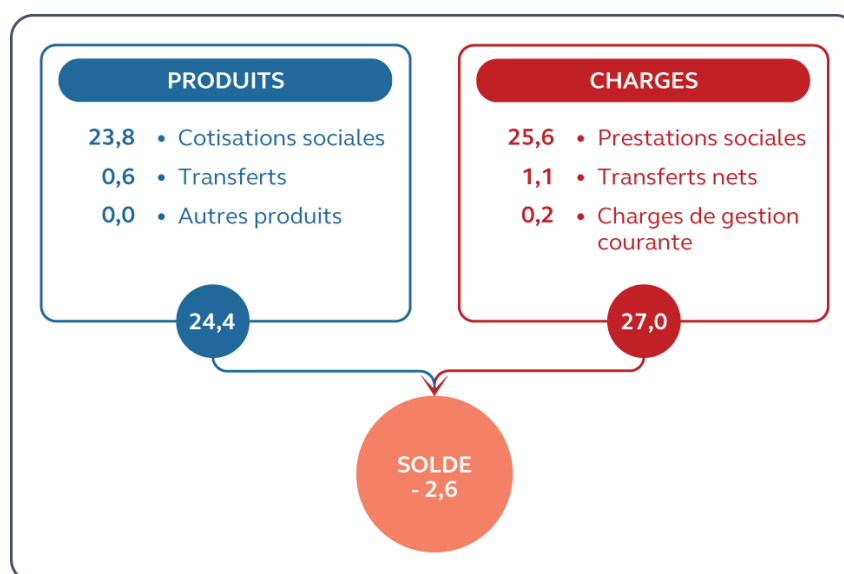 PRODUITS
23,8 • Cotisations sociales
0,6 • Transferts
0,0 • Autres produits
24,4
CHARGES
25,6 • Prestations sociales
1,1 • Transferts nets
0,2 • Charges de gestion
courante
27,0
SOLDE
- 2,6